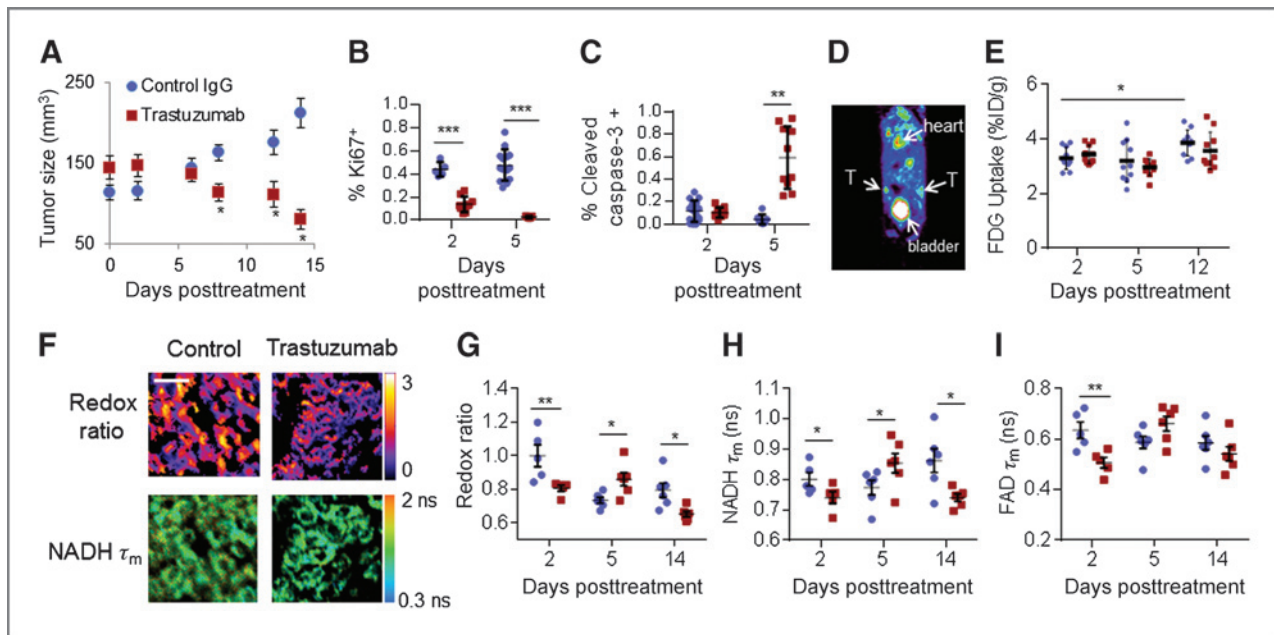 A
Tumor size (mm³)
250
150
50
Control IgG
Trastuzumab
*
*
*
0
5
10
15
Days posttreatment
B
% Ki67⁺
1.0
0.8
0.6
0.4
0.2
0.0
***
***
2
5
Days
posttreatment
C
% Cleaved
caspase-3 +
1.0
0.8
0.6
0.4
0.2
0.0
**
2
5
Days
posttreatment
D
heart
T
T
bladder
E
FDG Uptake (%ID/g)
6
4
2
0
*
2
5
12
Days posttreatment
F
Control
Trastuzumab
Redox
ratio
3
0
NADH τm
2 ns
0.3 ns
G
Redox ratio
1.4
1.2
1.0
0.8
0.6
**
*
*
2
5
14
Days posttreatment
H
NADH τm (ns)
1.1
1.0
0.9
0.8
0.7
0.6
*
*
*
2
5
14
Days posttreatment
I
FAD τm (ns)
0.8
0.6
0.4
0.2
**
2
5
14
Days posttreatment